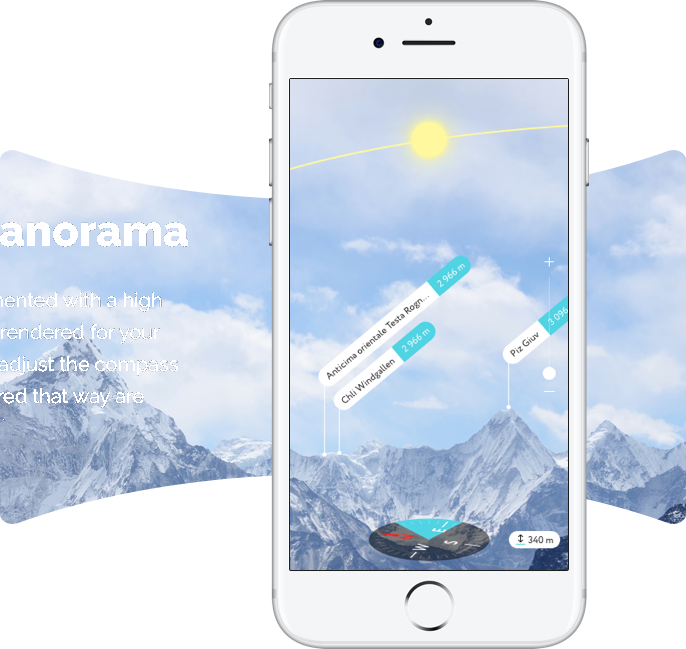 anorama
ented with a high
rendered for your
adjust the compass
red that way are
2 966 m
Anticima orientale Testa Rogn...
2 966 m
Chli Windgällen
3 096
Piz Giuv
340 m
E
S
W
N